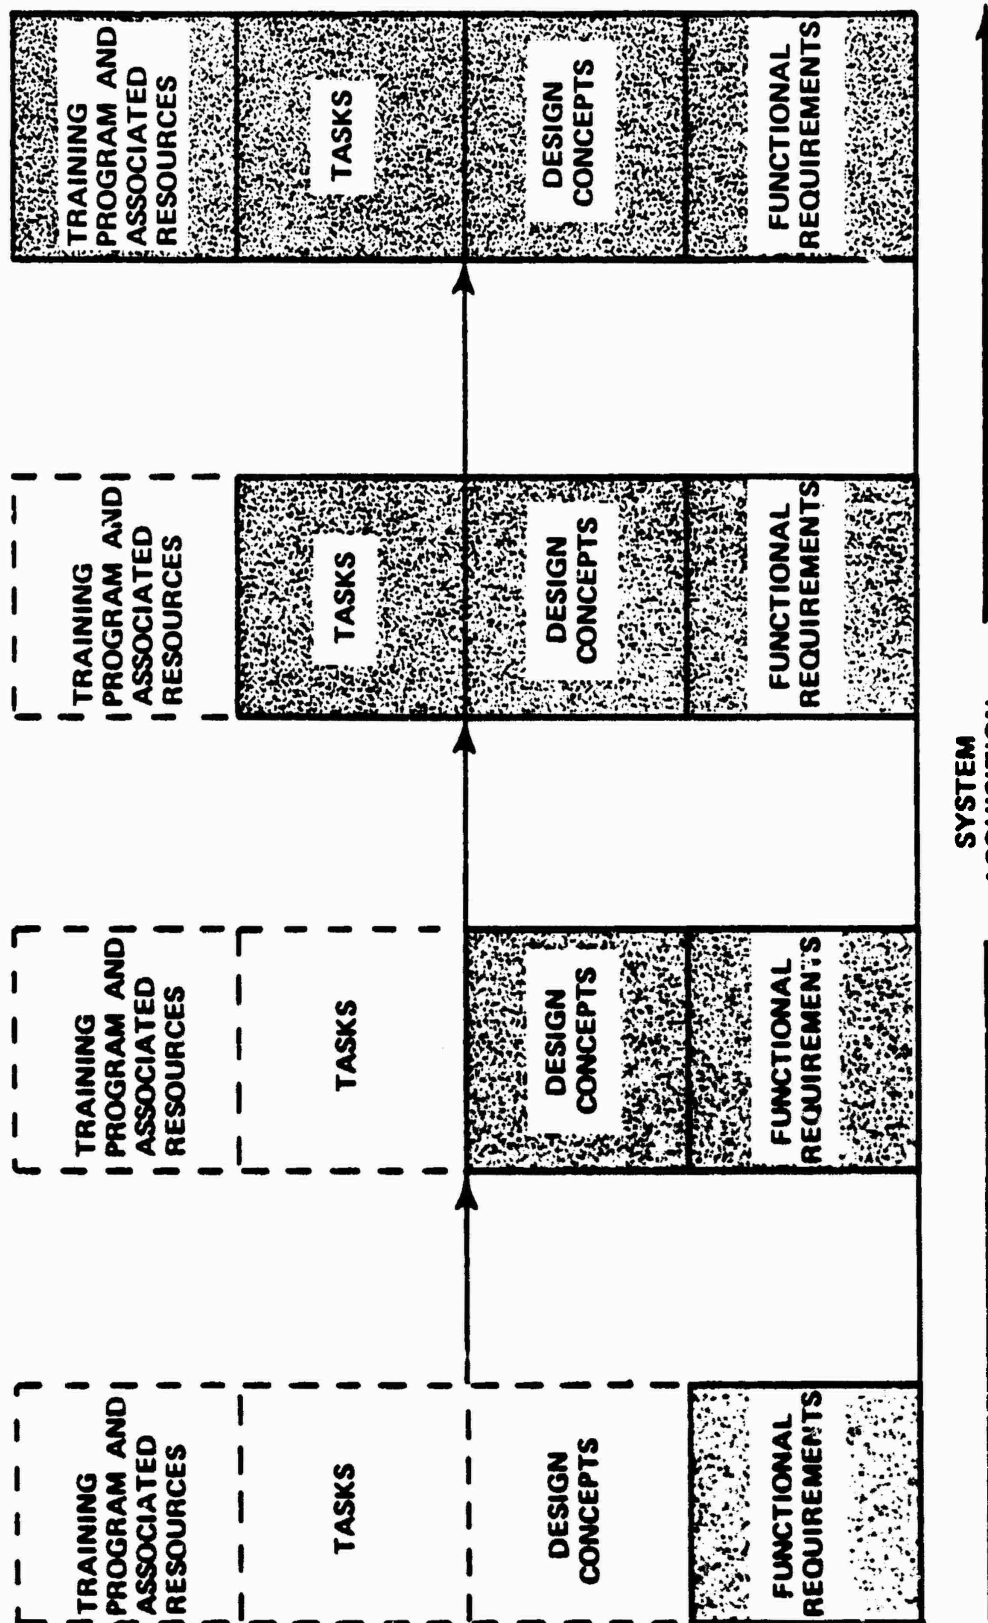 TRAINING
PROGRAM AND
ASSOCIATED
RESOURCES
TASKS
DESIGN
CONCEPTS
FUNCTIONAL
REQUIREMENTS
TRAINING
PROGRAM AND
ASSOCIATED
RESOURCES
TASKS
DESIGN
CONCEPTS
FUNCTIONAL
REQUIREMENTS
TRAINING
PROGRAM AND
ASSOCIATED
RESOURCES
TASKS
DESIGN
CONCEPTS
FUNCTIONAL
REQUIREMENTS
TRAINING
PROGRAM AND
ASSOCIATED
RESOURCES
TASKS
DESIGN
CONCEPTS
FUNCTIONAL
REQUIREMENTS
SYSTEM
ACQUISITION